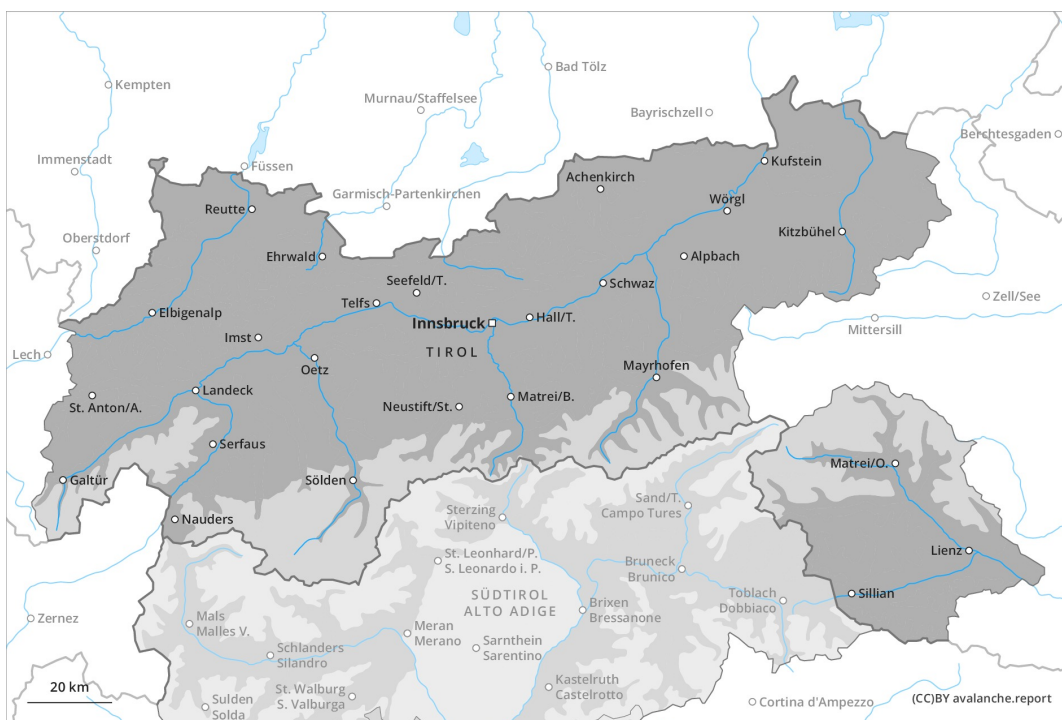 Kempten
Bad Tölz
Murnau/Staffelsee
Bayrischzell
Berchtesgaden
Immenstadt
Füssen
Kufstein
Achenkirch
Garmisch-Partenkirchen
Reutte
Wörgl
Oberstdorf
Kitzbühel
Ehrwald
Alpbach
Seefeld/T.
Schwaz
Telfs
Zell/See
Elbigenalp
Innsbruck
Hall/T.
Mittersill
Imst
TIROL
Lech
Oetz
Mayrhofen
Landeck
Matrei/B.
St. Anton/A.
Neustift/St.
Serfaus
Matrei/O.
Galtür
Sölden
Sand/T.
Campo Tures
Sterzing
Vipiteno
Nauders
Lienz
St. Leonhard/P.
S. Leonardo i. P.
Bruneck
Brunico
SÜDTIROL
ALTO ADIGE
Toblach
Dobbiaco
Sillian
Brixen
Bressanone
Zernez
Mals
Malles V.
Meran
Merano
Sarnthein
Sarentino
Schlanders
Silandro
Kastelruth
Castelrotto
20 km
St. Walburg
S. Valburga
Sulden
Solda
Cortina d'Ampezzo
(CC)BY avalanche.report